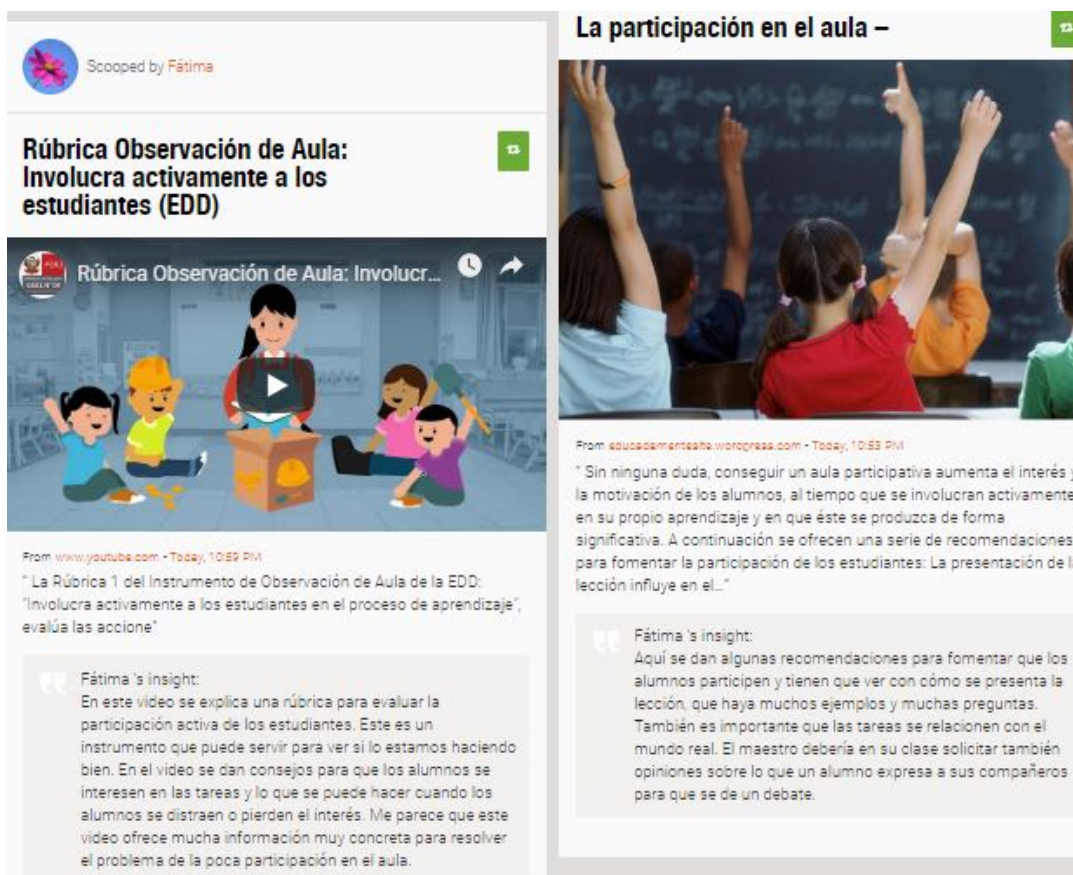 Scooped by Fátima
Rúbrica Observación de Aula:
Involucra activamente a los
estudiantes (EDD)
Rúbrica Observación de Aula: Involucr...
From www.youtube.com - Today, 10:59 PM
" La Rúbrica 1 del Instrumento de Observación de Aula de la EDD:
"Involucra activamente a los estudiantes en el proceso de aprendizaje",
evalúa las accione"
Fátima 's insight:
En este video se explica una rúbrica para evaluar la
participación activa de los estudiantes. Este es un
instrumento que puede servir para ver si lo estamos haciendo
bien. En el video se dan consejos para que los alumnos se
interesen en las tareas y lo que se puede hacer cuando los
alumnos se distraen o pierden el interés. Me parece que este
video ofrece mucha información muy concreta para resolver
el problema de la poca participación en el aula.
La participación en el aula –
From educadamentealta.wordpress.com - Today, 10:53 PM
" Sin ninguna duda, conseguir un aula participativa aumenta el interés y
la motivación de los alumnos, al tiempo que se involucran activamente
en su propio aprendizaje y en que éste se produzca de forma
significativa. A continuación se ofrecen una serie de recomendaciones
para fomentar la participación de los estudiantes: La presentación de
lección influye en el..."
Fátima 's insight:
Aquí se dan algunas recomendaciones para fomentar que los
alumnos participen y tienen que ver con cómo se presenta la
lección, que haya muchos ejemplos y muchas preguntas.
También es importante que las tareas se relacionen con el
mundo real. El maestro debería en su clase solicitar también
opiniones sobre lo que un alumno expresa a sus compañeros
para que se de un debate.